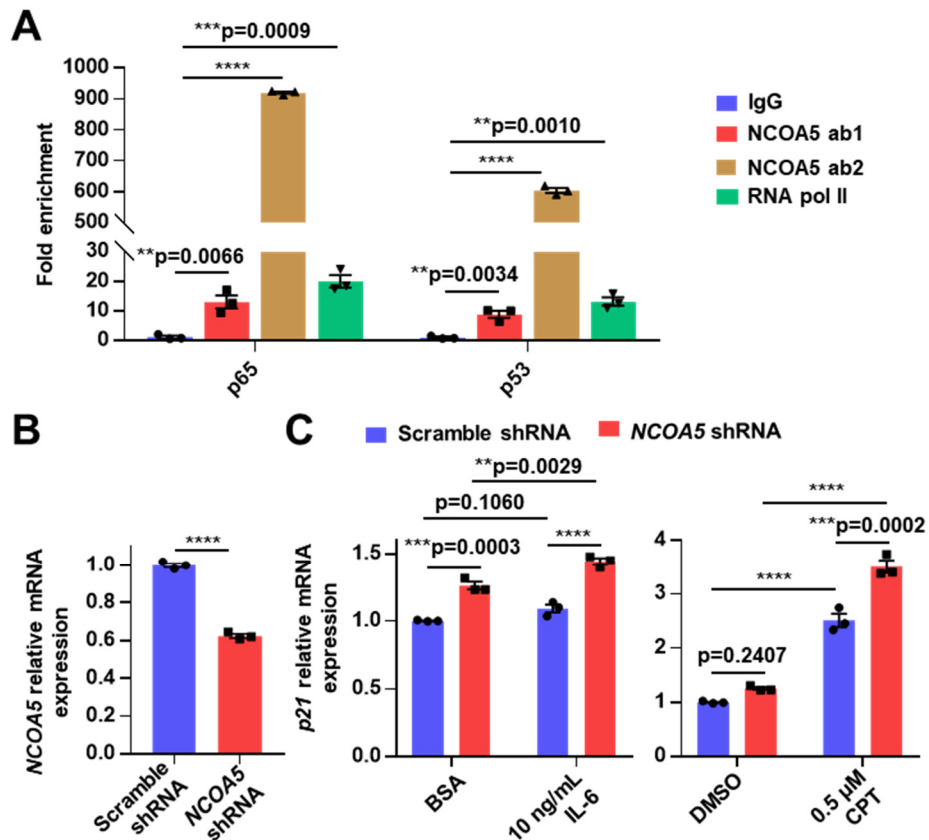 A
***p=0.0009
****
1000
900
800
700
600
500
30
20
10
0
Fold enrichment
**p=0.0066
**p=0.0010
****
**p=0.0034
p65
p53
IgG
NCOA5 ab1
NCOA5 ab2
RNA pol II
B
NCOA5 relative mRNA
expression
****
1.0
0.8
0.6
0.4
0.2
0.0
Scramble
shRNA
NCOA5
shRNA
C
Scramble shRNA
NCOA5 shRNA
p21 relative mRNA
expression
**p=0.0029
p=0.1060
***p=0.0003
****
1.5
1.0
0.5
0.0
BSA
10 ng/mL
IL-6
****
***p=0.0002
****
p=0.2407
4
3
2
1
0
DMSO
0.5 μM
CPT